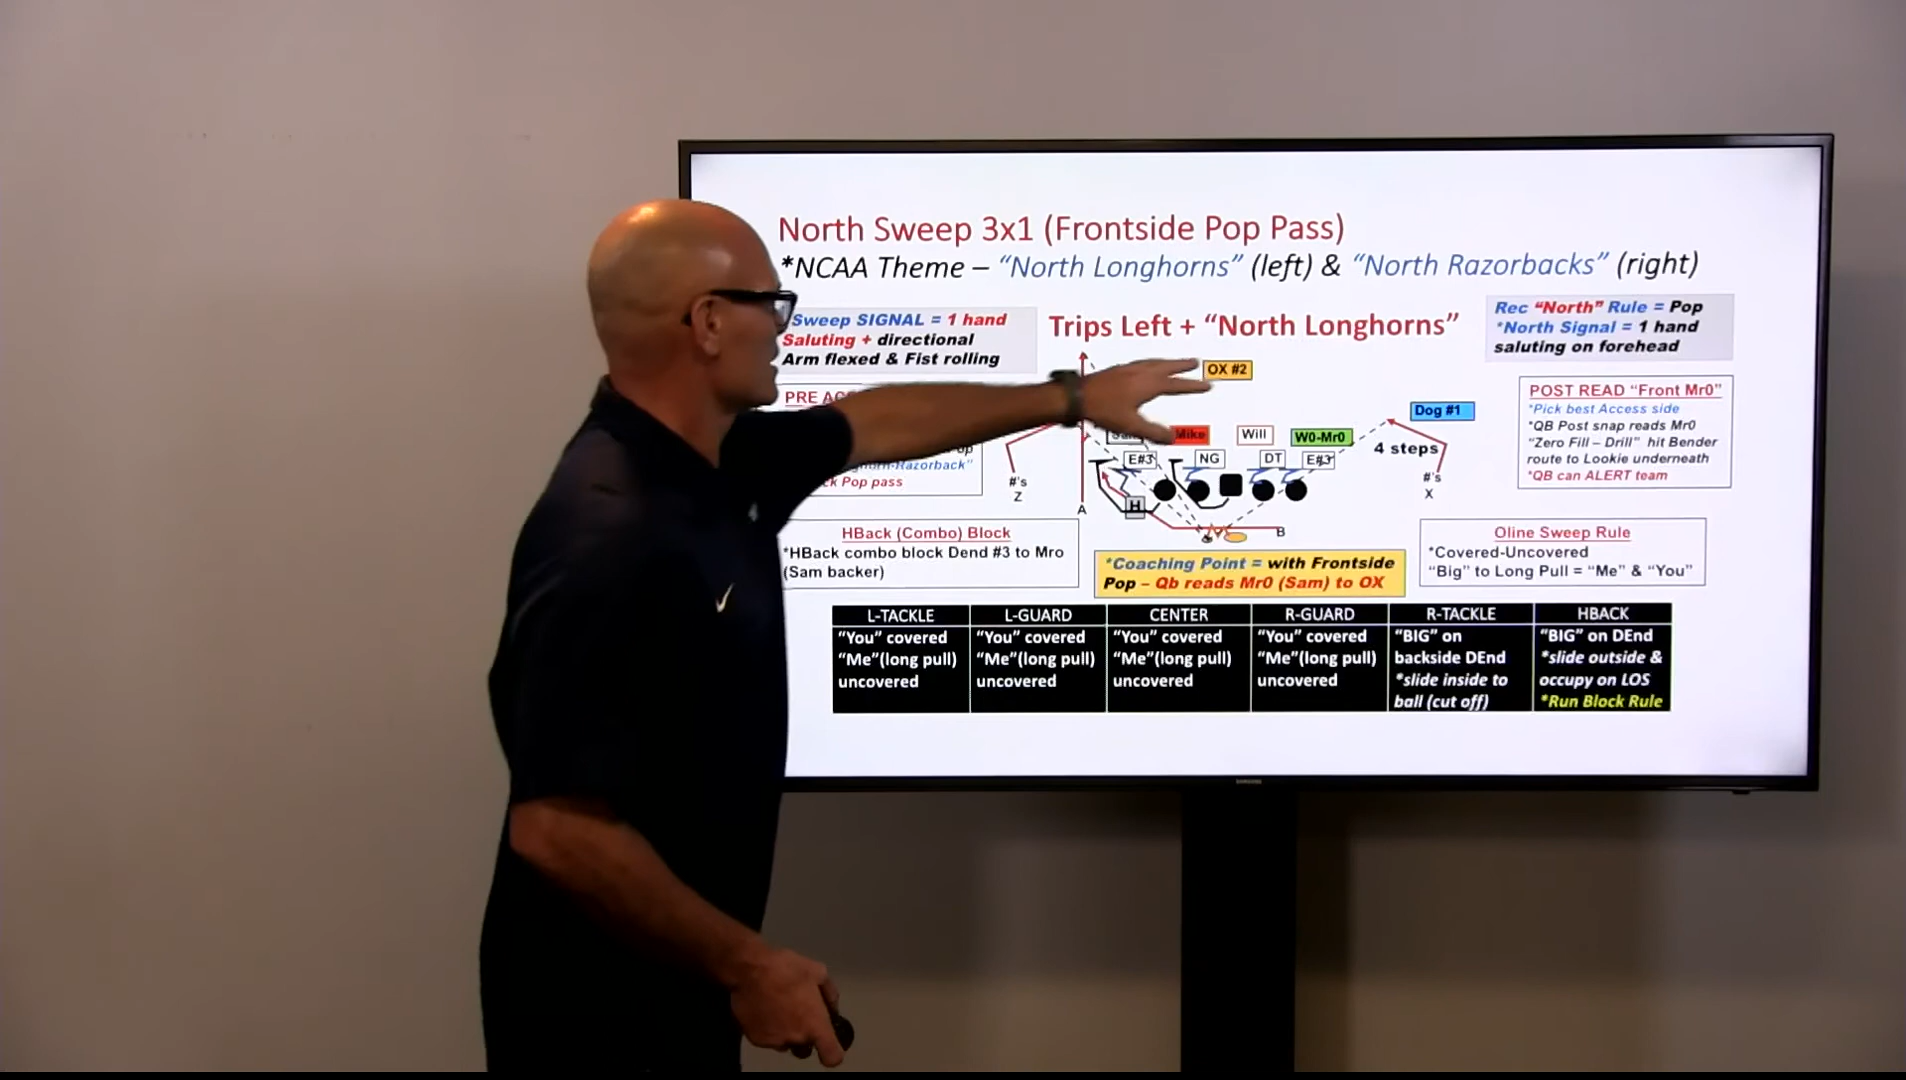 North Sweep 3x1 (Frontside Pop Pass)
*NCAA Theme – “North Longhorns” (left) & “North Razorbacks” (right)
Sweep SIGNAL = 1 hand
Saluting + directional
Arm flexed & Fist rolling
Trips Left + “North Longhorns”
Rec “North” Rule = Pop
*North Signal = 1 hand
saluting on forehead
PRE
OX #2
Dog #1
Mike
Will
W0-Mr0
4 steps
E#3
NG
DT
E#3
#'s
Z
#'s
X
A
H
B
Razorback”
Pop pass
POST READ “Front Mr0”
*Pick best Access side
*QB Post snap reads Mr0
“Zero Fill – Drill” hit Bender
route to Lookie underneath
*QB can ALERT team
HBack (Combo) Block
*HBack combo block Dend #3 to Mro
(Sam backer)
*Coaching Point = with Frontside
Pop – Qb reads Mr0 (Sam) to OX
Oline Sweep Rule
*Covered-Uncovered
“Big” to Long Pull = “Me” & “You”
L-TACKLE L-GUARD CENTER R-GUARD R-TACKLE HBACK
“You” covered “You” covered “You” covered “You” covered “BIG” on “BIG” on DEnd
“Me”(long pull) “Me”(long pull) “Me”(long pull) “Me”(long pull) backside DEnd *slide outside &
uncovered uncovered uncovered uncovered *slide inside to occupy on LOS
ball (cut off) *Run Block Rule
SAMSUNG